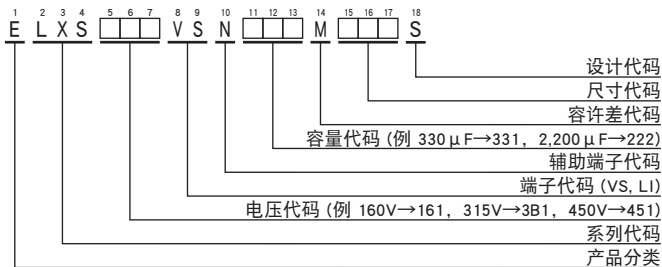 1 2 3 4 5 6 7 8 9 10 11 12 13 14 15 16 17 18
E L X S □□□ V S N □□□ M □□□ S
设计代码
尺寸代码
容许差代码
容量代码 (例 330μF→331, 2,200μF→222)
辅助端子代码
端子代码 (VS, LI)
电压代码 (例 160V→161, 315V→3B1, 450V→451)
系列代码
产品分类